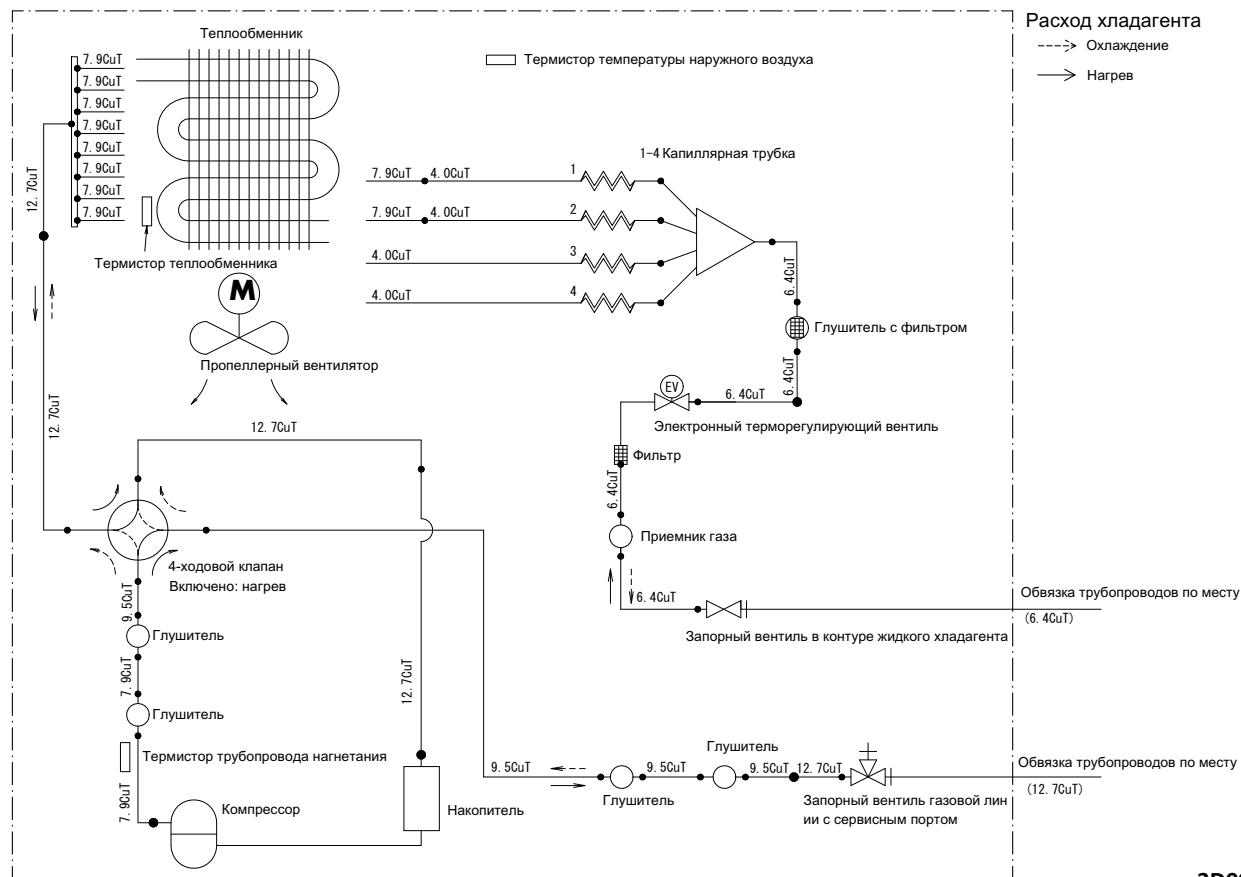 Расход хладагента
Охлаждение
Нагрев
Теплообменник
Термистор температуры наружного воздуха
7.9CuT
7.9CuT
7.9CuT
7.9CuT
7.9CuT
7.9CuT
7.9CuT
7.9CuT
12.7CuT
Термистор теплообменника
M
Пропеллерный вентилятор
1-4 Капиллярная трубка
7.9CuT 4.0CuT 1
7.9CuT 4.0CuT 2
4.0CuT 3
4.0CuT 4
6.4CuT
Глушитель с фильтром
6.4CuT
EV
6.4CuT
Электронный терморегулирующий вентиль
Фильтр
6.4CuT
Приемник газа
6.4CuT
Запорный вентиль в контуре жидкого хладагента
Обвязка трубопроводов по месту
(6.4CuT)
12.7CuT
12.7CuT
4-ходовой клапан
Включено: нагрев
9.5CuT
Глушитель
7.9CuT
Глушитель
Термистор трубопровода нагнетания
7.9CuT
Компрессор
12.7CuT
Накопитель
9.5CuT
Глушитель
9.5CuT
Глушитель
9.5CuT
12.7CuT
Запорный вентиль газовой лин
ии с сервисным портом
Обвязка трубопроводов по месту
(12.7CuT)